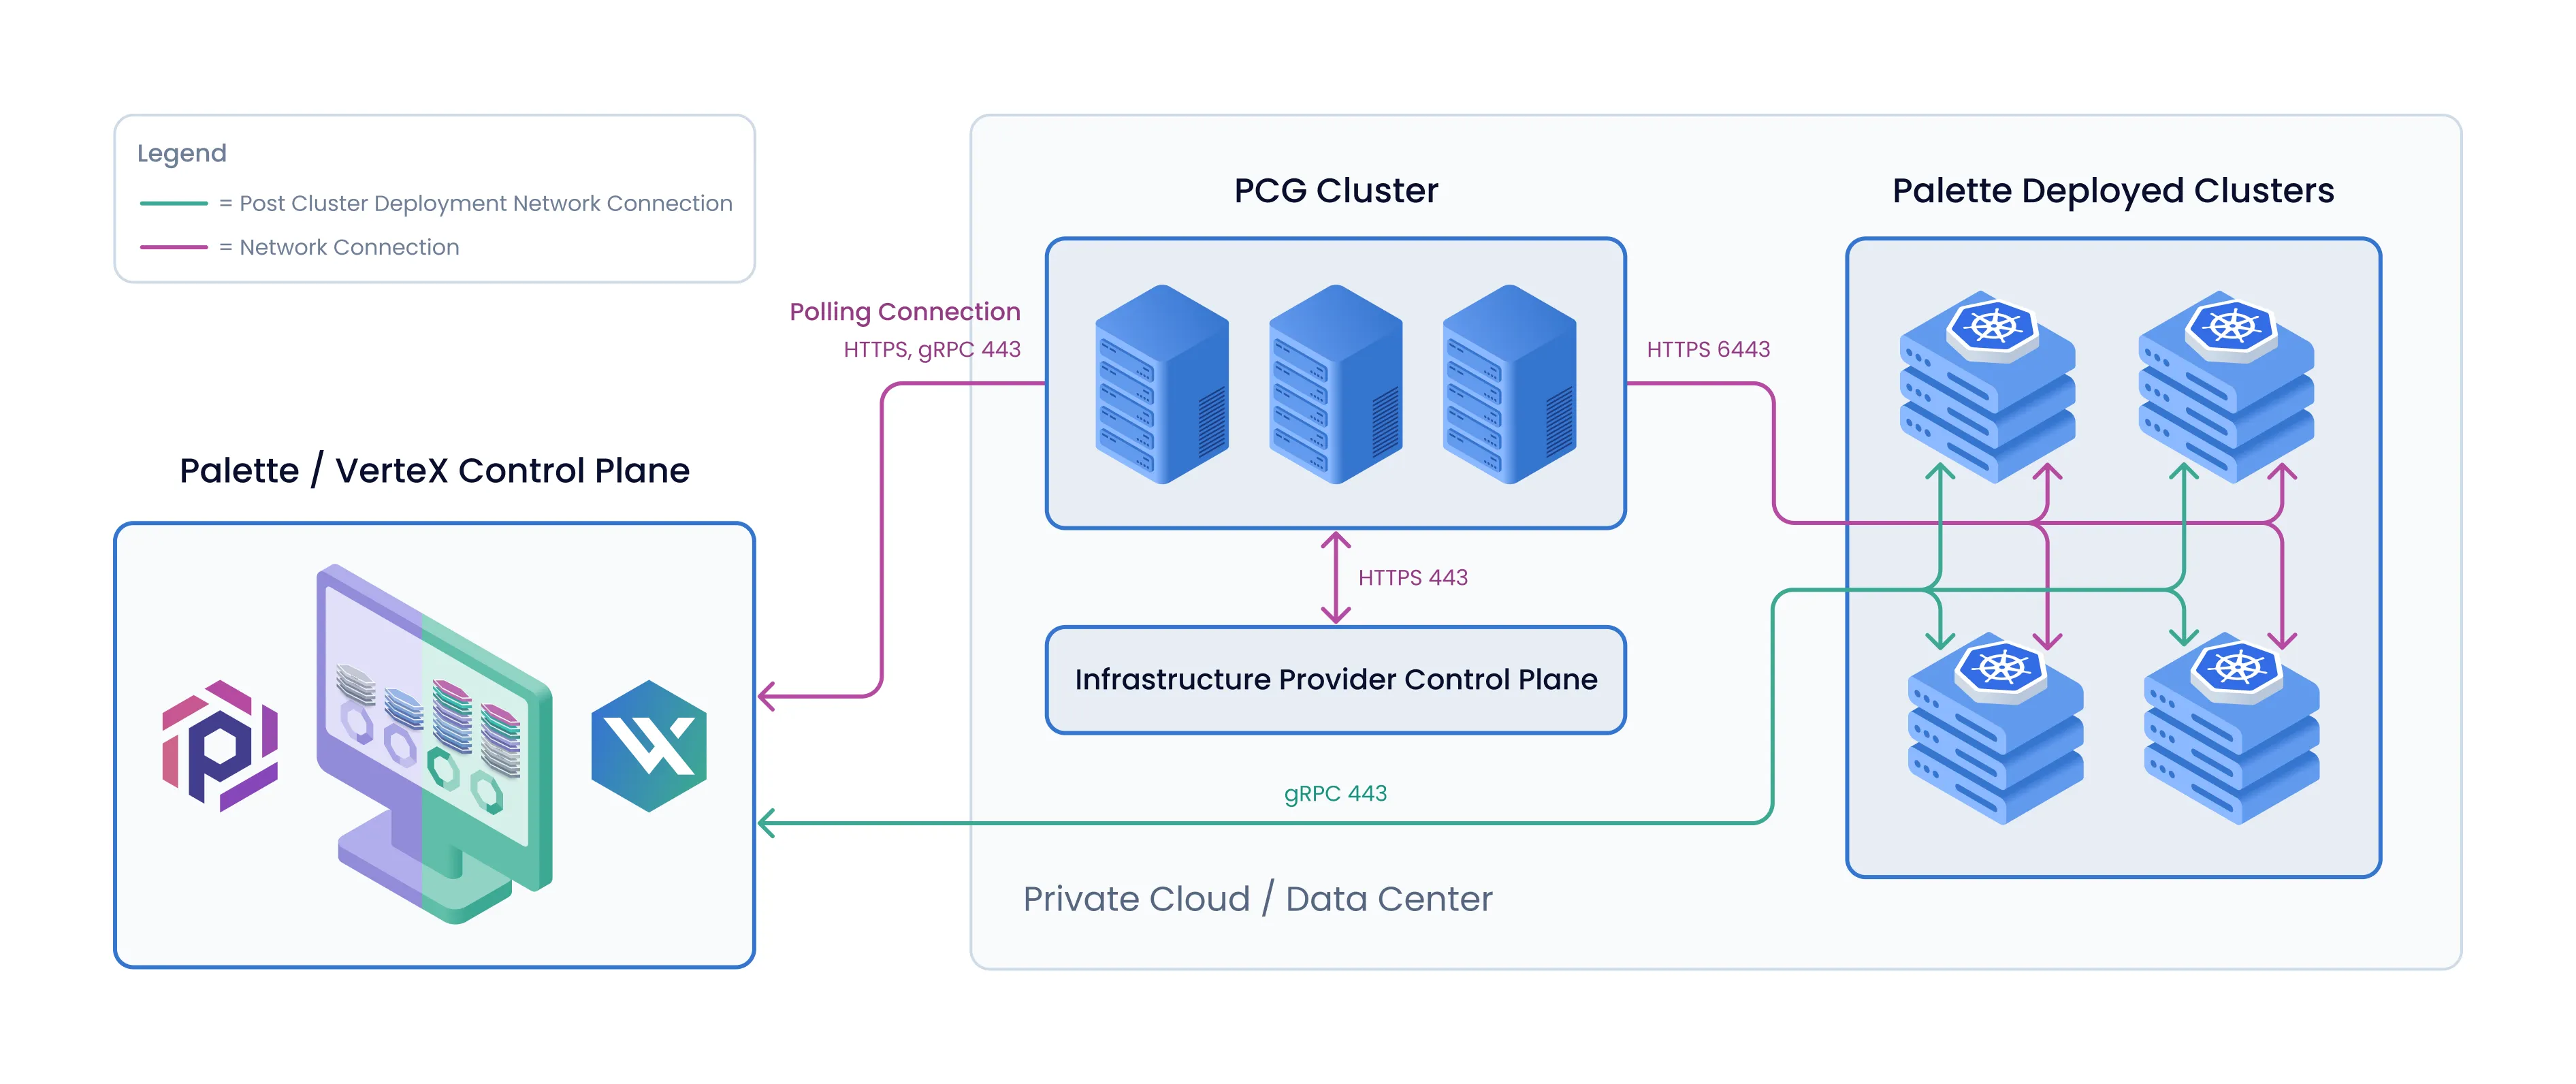 Legend
= Post Cluster Deployment Network Connection
= Network Connection
Polling Connection
HTTPS, gRPC 443
Palette / VerteX Control Plane
PCG Cluster
HTTPS 6443
Palette Deployed Clusters
HTTPS 443
Infrastructure Provider Control Plane
gRPC 443
Private Cloud / Data Center